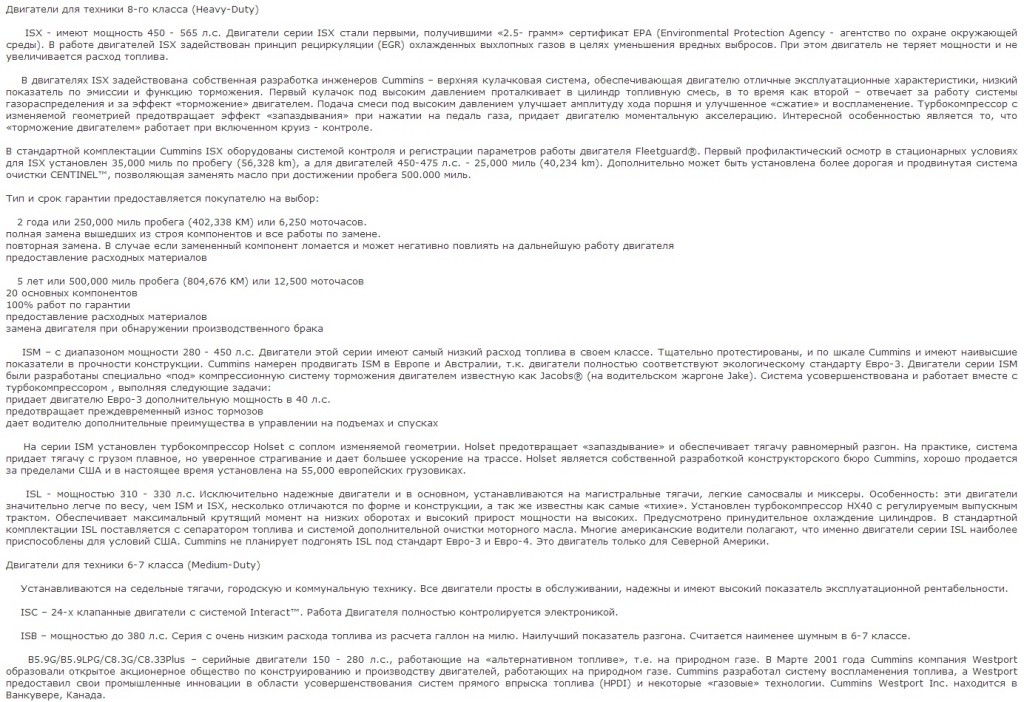 Двигатели для техники 8-го класса (Heavy-Duty)
ISX - имеют мощность 450 - 565 л.с. Двигатели серии ISX стали первыми, получившими «2.5- грамм» сертификат EPA (Environmental Protection Agency - агентство по охране окружающей
среды). В работе двигателей ISX задействован принцип рециркуляции (EGR) охлажденных выхлопных газов в целях уменьшения вредных выбросов. При этом двигатель не теряет мощности и не
увеличивается расход топлива.
В двигателях ISX задействована собственная разработка инженеров Cummins – верхняя кулачковая система, обеспечивающая двигателю отличные эксплуатационные характеристики, низкий
показатель по эмиссии и функцию торможения. Первый кулачок под высоким давлением проталкивает в цилиндр топливную смесь, в то время как второй – отвечает за работу системы
газораспределения и за эффект «торможение» двигателем. Подача смеси под высоким давлением улучшает амплитуду хода поршня и улучшенное «сжатие» и воспламенение. Турбокомпрессор с
изменяемой геометрией предотвращает эффект «запаздывания» при нажатии на педаль газа, придает двигателю моментальную акселерацию. Интересной особенностью является то, что
«торможение двигателем» работает при включенном круиз - контроле.
В стандартной комплектации Cummins ISX оборудованы системой контроля и регистрации параметров работы двигателя Fleetguard®. Первый профилактический осмотр в стационарных условиях
для ISX установлен 35,000 миль по пробегу (56,328 km), а для двигателей 450-475 л.с. - 25,000 миль (40,234 km). Дополнительно может быть установлена более дорогая и продвинутая система
очистки CENTINEL™, позволяющая заменять масло при достижении пробега 500.000 миль.
Тип и срок гарантии предоставляется покупателю на выбор:
2 года или 250,000 миль пробега (402,338 KM) или 6,250 моточасов.
полная замена вышедших из строя компонентов и все работы по замене.
повторная замена. В случае если замененный компонент ломается и может негативно повлиять на дальнейшую работу двигателя
предоставление расходных материалов
5 лет или 500,000 миль пробега (804,676 KM) или 12,500 моточасов
20 основных компонентов
100% работ по гарантии
предоставление расходных материалов
замена двигателя при обнаружении производственного брака
ISM – с диапазоном мощности 280 - 450 л.с. Двигатели этой серии имеют самый низкий расход топлива в своем классе. Тщательно протестированы, и по шкале Cummins и имеют наивысшие
показатели в прочности конструкции. Cummins намерен продвигать ISM в Европе и Австралии, т.к. двигатели полностью соответствуют экологическому стандарту Евро-3. Двигатели серии ISM
были разработаны специально «под» компрессионную систему торможения двигателем известную как Jacobs® (на водительском жаргоне Jake). Система усовершенствована и работает вместе с
турбокомпрессором , выполняя следующие задачи:
придает двигателю Евро-3 дополнительную мощность в 40 л.с.
предотвращает преждевременный износ тормозов
дает водителю дополнительные преимущества в управлении на подъемах и спусках
На серии ISM установлен турбокомпрессор Holset с соплом изменяемой геометрии. Holset предотвращает «запаздывание» и обеспечивает тягачу равномерный разгон. На практике, система
придает тягачу с грузом плавное, но уверенное страгивание и дает большее ускорение на трассе. Holset является собственной разработкой конструкторского бюро Cummins, хорошо продается
за пределами США и в настоящее время установлена на 55,000 европейских грузовиках.
ISL - мощностью 310 - 330 л.с. Исключительно надежные двигатели и в основном, устанавливаются на магистральные тягачи, легкие самосвалы и миксеры. Особенность: эти двигатели
значительно легче по весу, чем ISM и ISX, несколько отличаются по форме и конструкции, а так же известны как самые «тихие». Установлен турбокомпрессор HX40 с регулируемым выпускным
трактом. Обеспечивает максимальный крутящий момент на низких оборотах и высокий прирост мощности на высоких. Предусмотрено принудительное охлаждение цилиндров. В стандартной
комплектации ISL поставляется с сепаратором топлива и системой дополнительной очистки моторного масла. Многие американские водители полагают, что именно двигатели серии ISL наиболее
приспособлены для условий США. Cummins не планирует подгонять ISL под стандарт Евро-3 и Евро-4. Это двигатель только для Северной Америки.
Двигатели для техники 6-7 класса (Medium-Duty)
Устанавливаются на седельные тягачи, городскую и коммунальную технику. Все двигатели просты в обслуживании, надежны и имеют высокий показатель эксплуатационной рентабельности.
ISC – 24-х клапанные двигатели с системой Interact™. Работа Двигателя полностью контролируется электроникой.
ISB – мощностью до 380 л.с. Серия с очень низким расхода топлива из расчета галлон на милю. Наилучший показатель разгона. Считается наименее шумным в 6-7 классе.
B5.9G/B5.9LPG/C8.3G/C8.33Plus – серийные двигатели 150 - 280 л.с., работающие на «альтернативном топливе», т.е. на природном газе. В Марте 2001 года Cummins компания Westport
образовали открытое акционерное общество по конструированию и производству двигателей, работающих на природном газе. Cummins разработал систему воспламенения топлива, а Westport
предоставил свои промышленные инновации в области усовершенствования систем прямого впрыска топлива (HPDI) и некоторые «газовые» технологии. Cummins Westport Inc. находится в
Ванкувере, Канада.